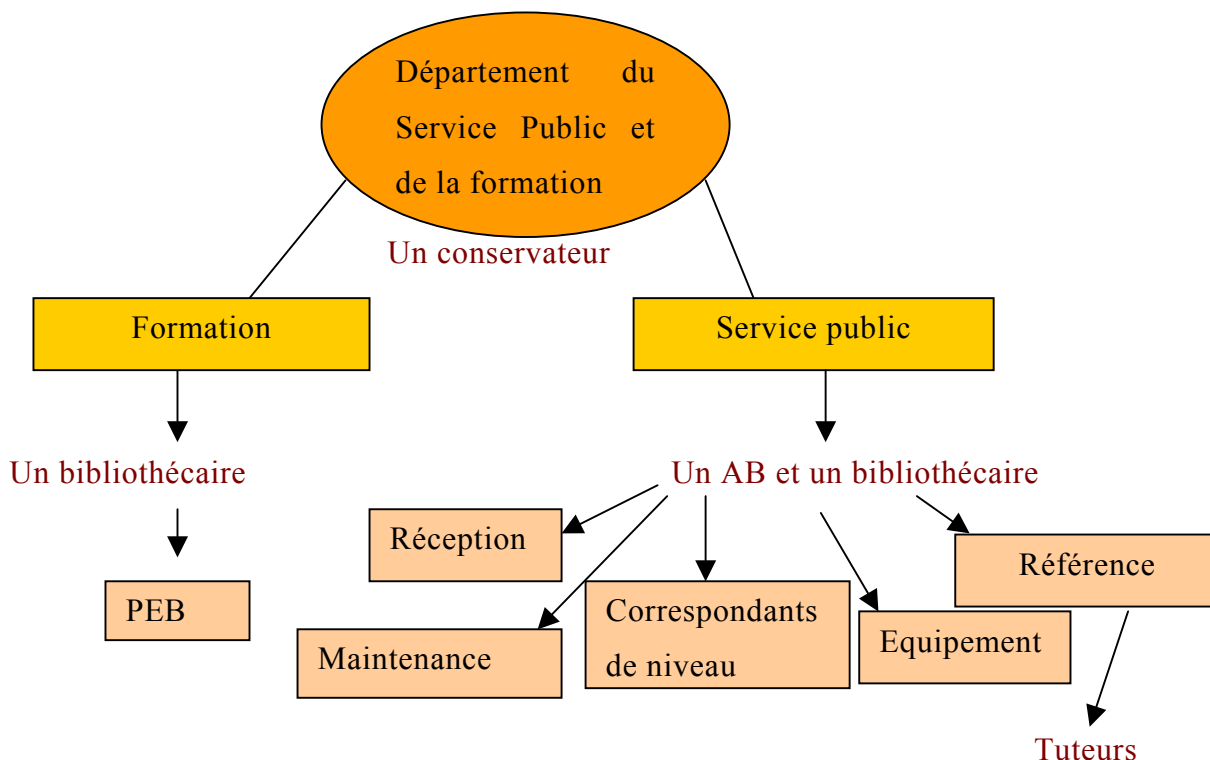 Département du
Service Public et
de la formation
Un conservateur
Formation
Service public
Un bibliothécaire
Un AB et un bibliothécaire
Réception
Référence
PEB
Correspondants
de niveau
Equipement
Maintenance
Tuteurs